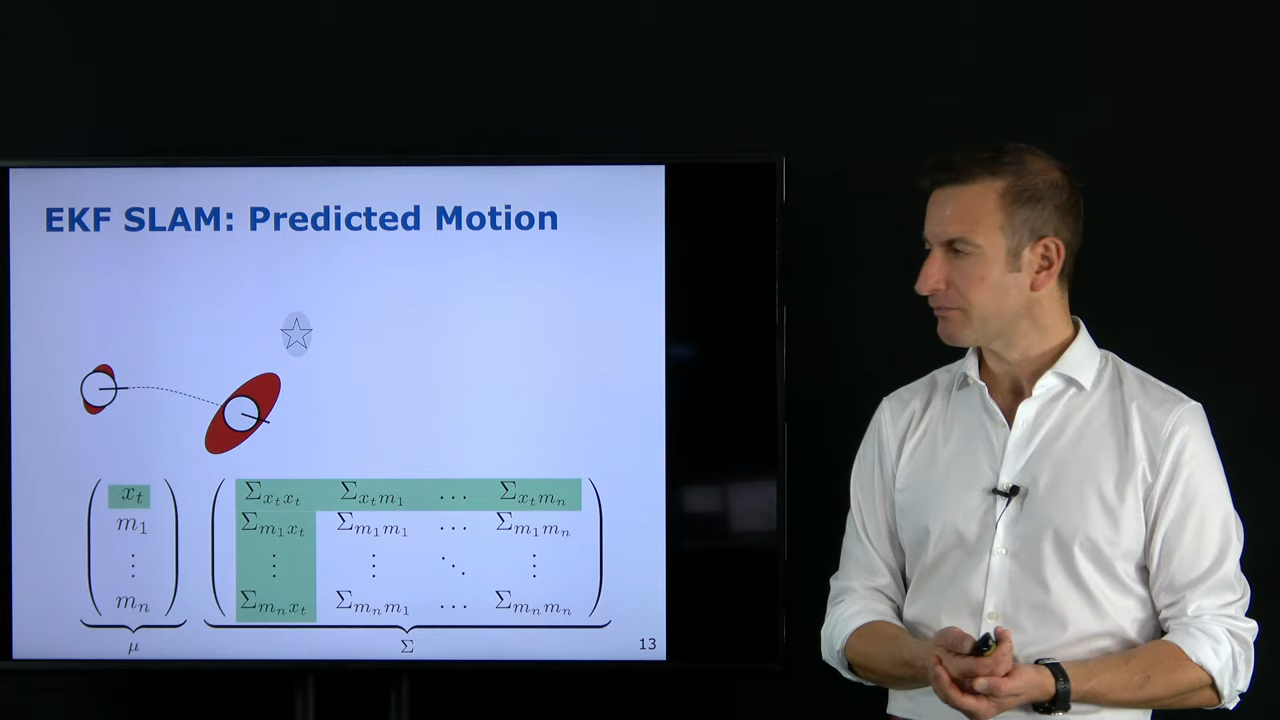 EKF SLAM: Predicted Motion
x_t Σ_{x_t x_t} Σ_{x_t m_1} … Σ_{x_t m_n}
m_1 Σ_{m_1 x_t} Σ_{m_1 m_1} … Σ_{m_1 m_n}
⋮ ⋮ ⋮ ⋱ ⋮
m_n Σ_{m_n x_t} Σ_{m_n m_1} … Σ_{m_n m_n}
μ Σ
13